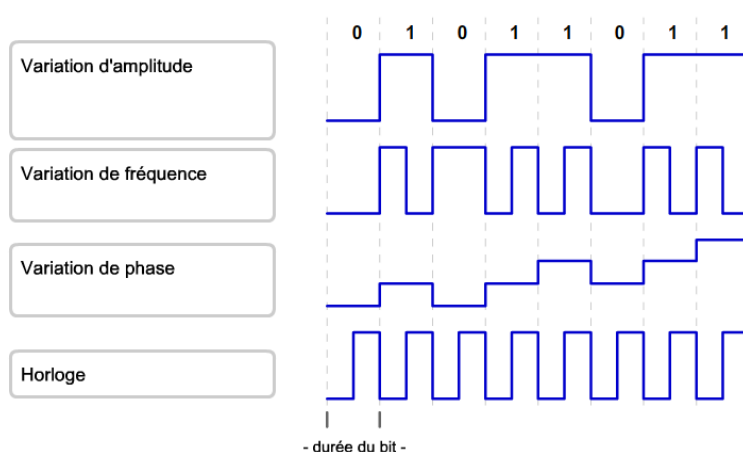 0 1 0 1 1 0 1 1
Variation d'amplitude
Variation de fréquence
Variation de phase
Horloge
- durée du bit -